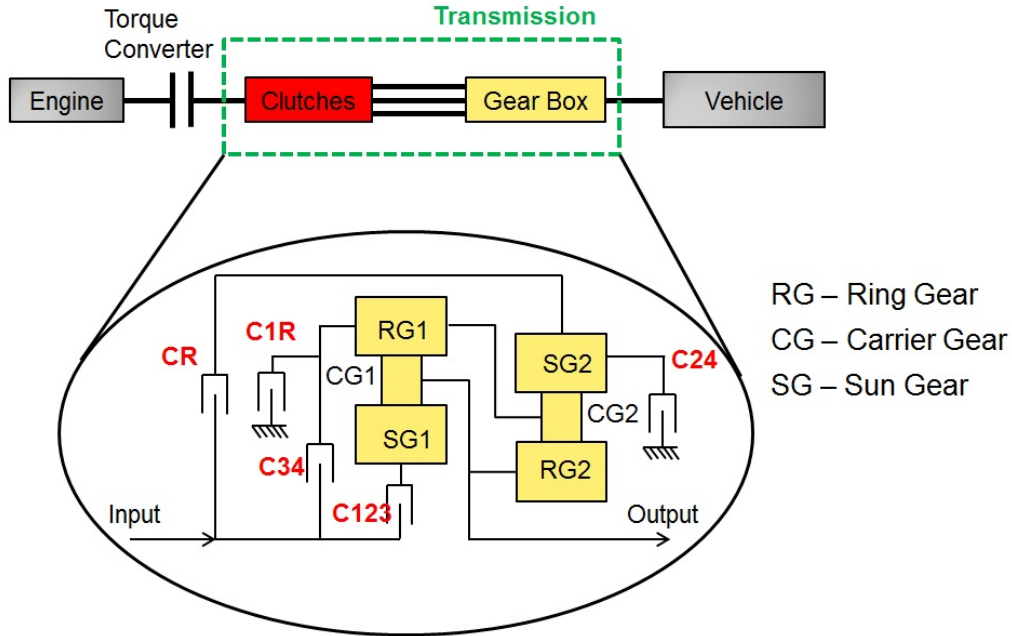 Transmission
Torque
Converter
Engine
Clutches
Gear Box
Vehicle
RG – Ring Gear
CG – Carrier Gear
SG – Sun Gear
CR
C1R
RG1
CG1
SG1
C34
C123
SG2
C24
CG2
RG2
Input
Output